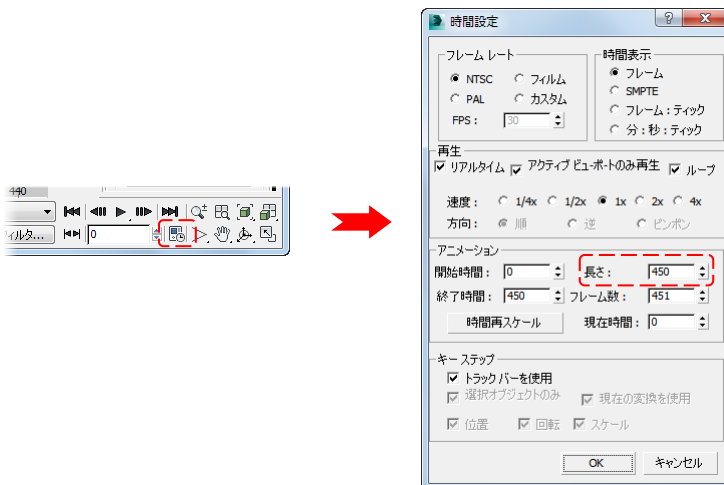 440
0
ィルタ...
時間設定
フレーム レート
NTSC
フィルム
PAL
カスタム
FPS :
30
時間表示
フレーム
SMPTE
フレーム : ティック
分 : 秒 : ティック
再生
リアルタイム
アクティブ ビューポートのみ再生
ループ
速度 :
1/4x
1/2x
1x
2x
4x
方向 :
順
逆
ピンポン
アニメーション
開始時間 :
0
長さ :
450
終了時間 :
450
フレーム数 :
451
時間再スケール
現在時間 :
0
キー ステップ
トラック バーを使用
選択オブジェクトのみ
現在の変換を使用
位置
回転
スケール
OK
キャンセル